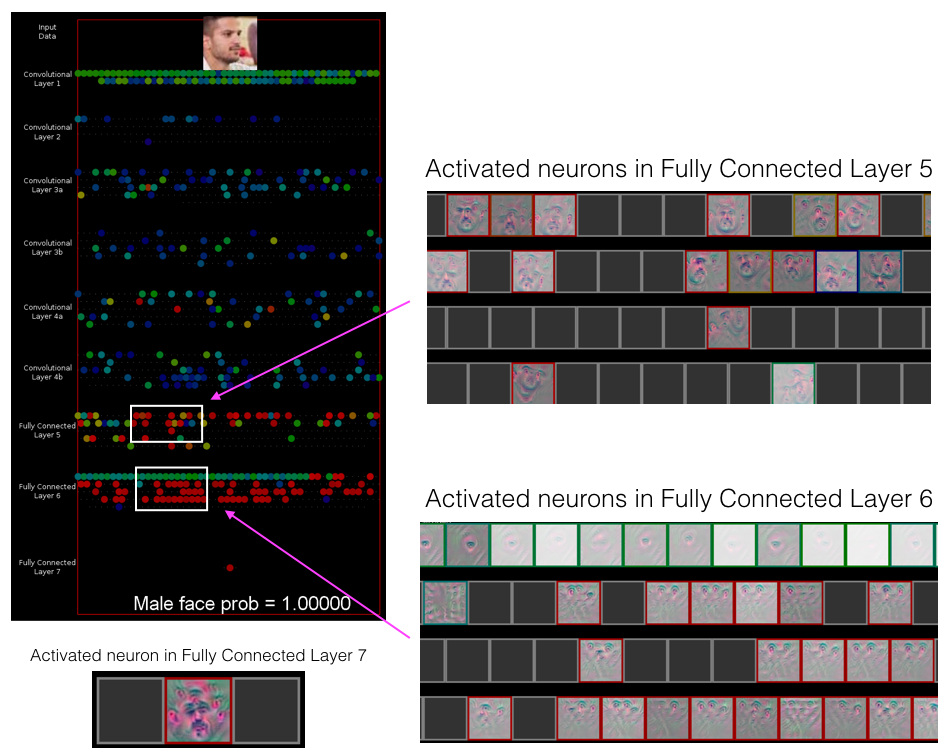 Input
Data
Convolutional
Layer 1
Convolutional
Layer 2
Convolutional
Layer 3a
Convolutional
Layer 3b
Convolutional
Layer 4a
Convolutional
Layer 4b
Fully Connected
Layer 5
Fully Connected
Layer 6
Fully Connected
Layer 7
Male face prob = 1.00000
Activated neuron in Fully Connected Layer 7
Activated neurons in Fully Connected Layer 5
Activated neurons in Fully Connected Layer 6